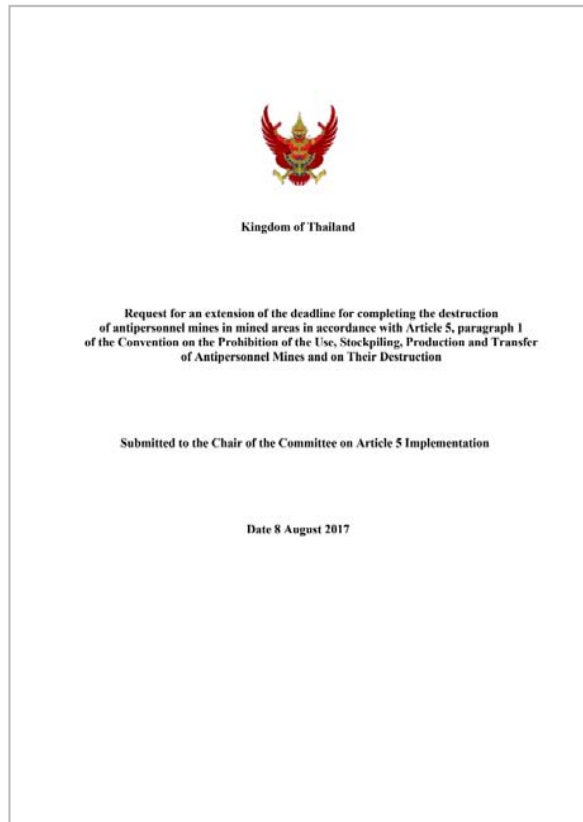 Kingdom of Thailand
Request for an extension of the deadline for completing the destruction
of antipersonnel mines in mined areas in accordance with Article 5, paragraph 1
of the Convention on the Prohibition of the Use, Stockpiling, Production and Transfer
of Antipersonnel Mines and on Their Destruction
Submitted to the Chair of the Committee on Article 5 Implementation
Date 8 August 2017